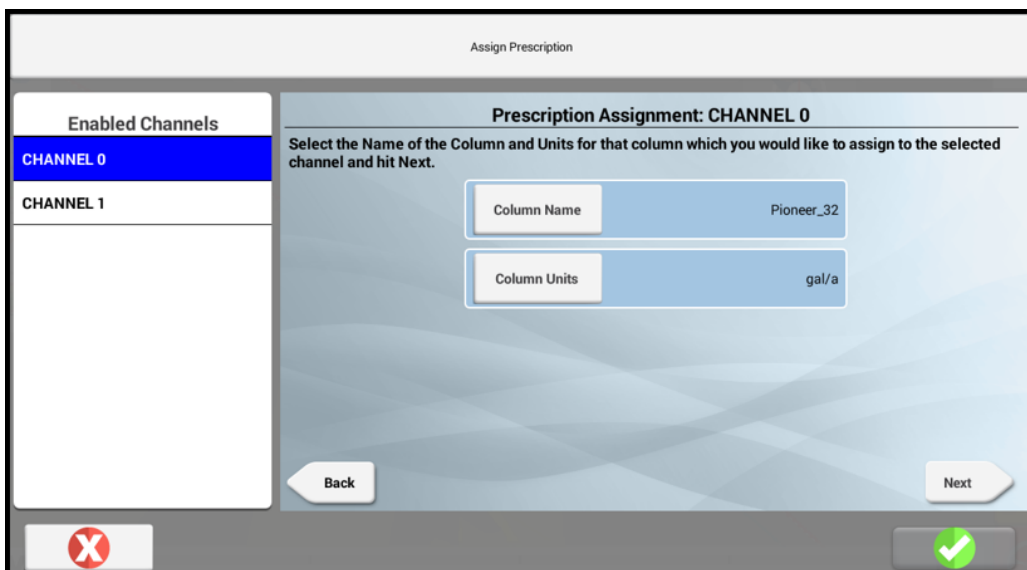 Assign Prescription
Enabled Channels
CHANNEL 0
CHANNEL 1
Prescription Assignment: CHANNEL 0
Select the Name of the Column and Units for that column which you would like to assign to the selected
channel and hit Next.
Column Name
Pioneer_32
Column Units
gal/a
Back
Next